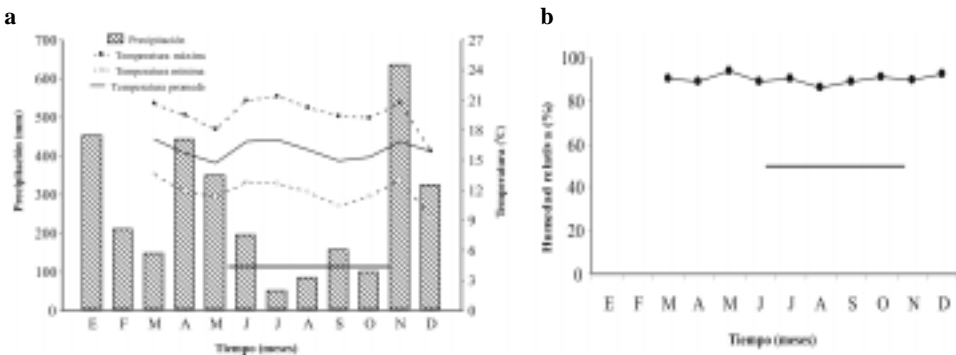 a
700
600
500
400
300
200
100
0
Precipitación (mm)
Precipitación
Temperatura máxima
Temperatura mínima
Temperatura promedio
27
24
21
18
15
12
9
6
3
0
Temperatura (°C)
E F M A M J J A S O N D
Tiempo (meses)
b
100
80
60
40
20
0
Humedad relativa (%)
E F M A M J J A S O N D
Tiempo (meses)